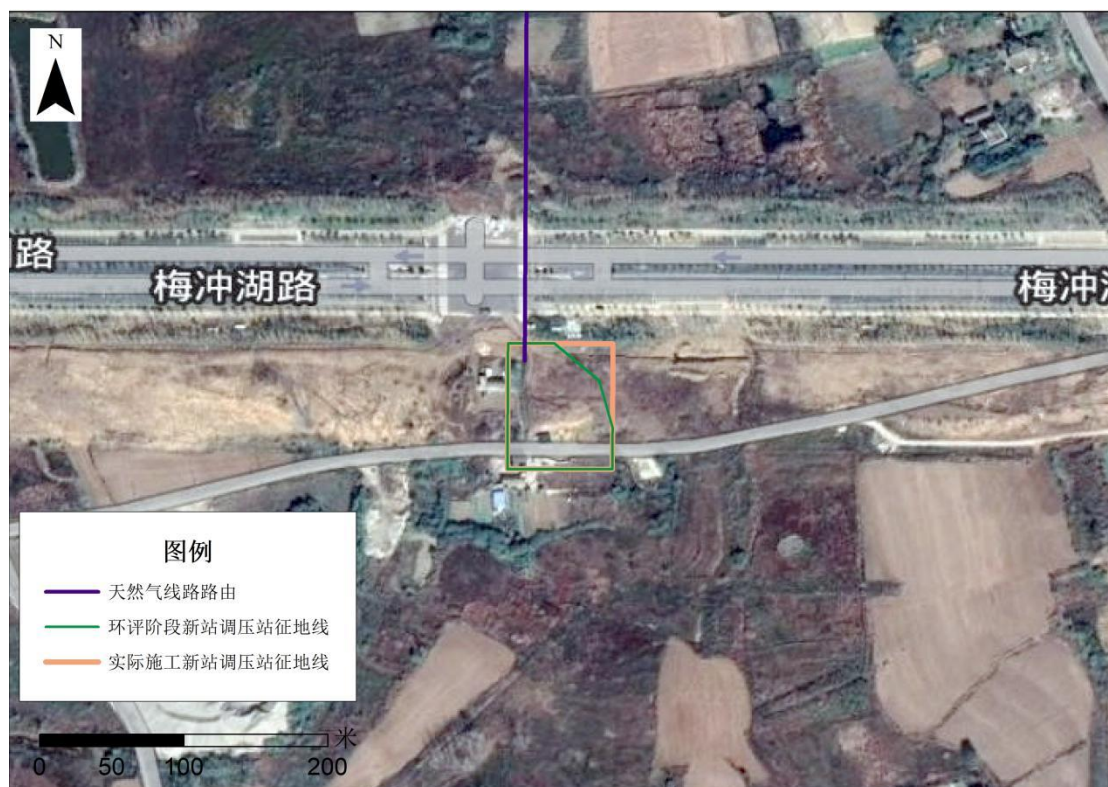 N
路
梅冲湖路
梅冲湖
图例
天然气线路路由
环评阶段新站调压站征地线
实际施工新站调压站征地线
米
0 50 100 200